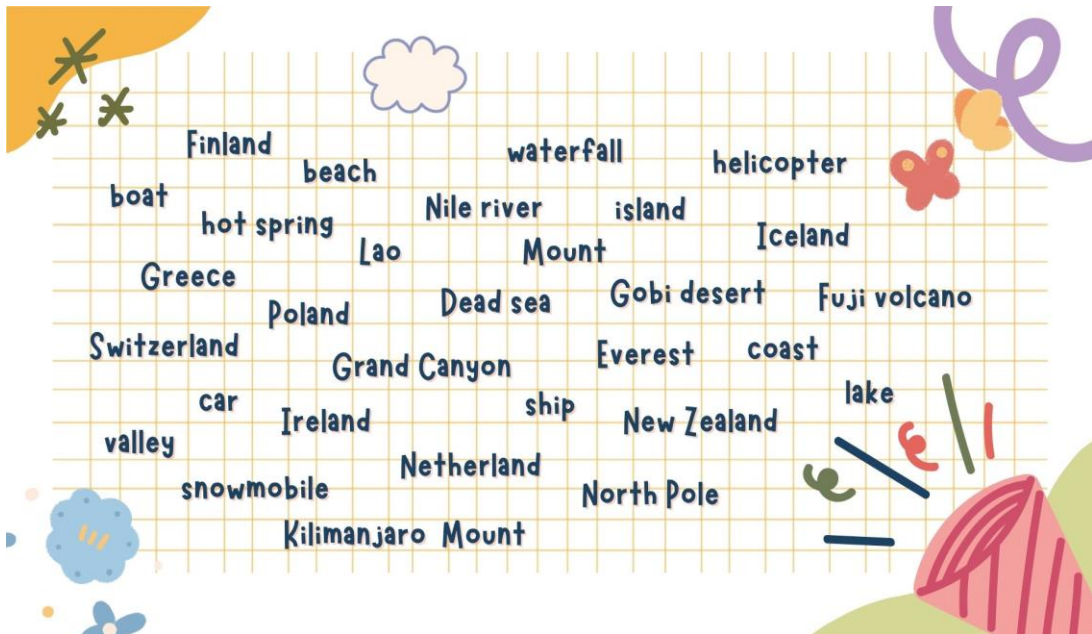 Finland
waterfall
helicopter
beach
boat
Nile river
island
hot spring
Iceland
Lao
Mount
Greece
Gobi desert
Fuji volcano
Dead sea
Poland
Switzerland
Everest
coast
Grand Canyon
lake
car
ship
Ireland
New Zealand
valley
Netherland
snowmobile
North Pole
Kilimanjaro Mount